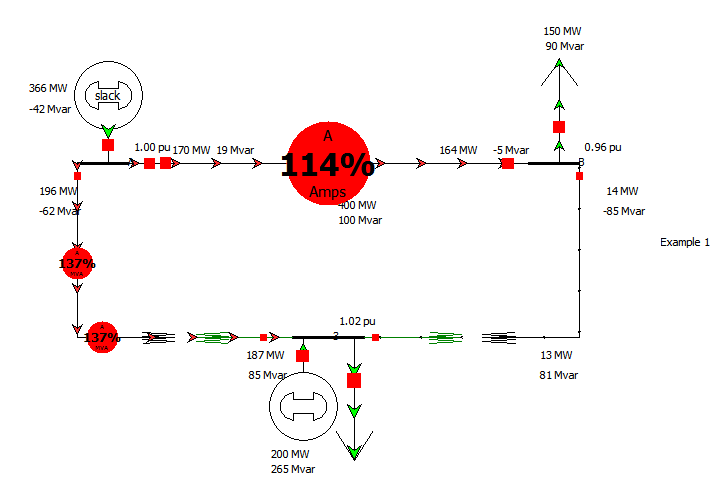 150 MW
90 Mvar
366 MW
-42 Mvar
slack
1.00 pu
170 MW
19 Mvar
A
114%
Amps
164 MW
-5 Mvar
0.96 pu
3
196 MW
-62 Mvar
400 MW
100 Mvar
14 MW
-85 Mvar
Example 1
A
137%
MVA
A
137%
MVA
1.02 pu
2
187 MW
85 Mvar
13 MW
81 Mvar
200 MW
265 Mvar